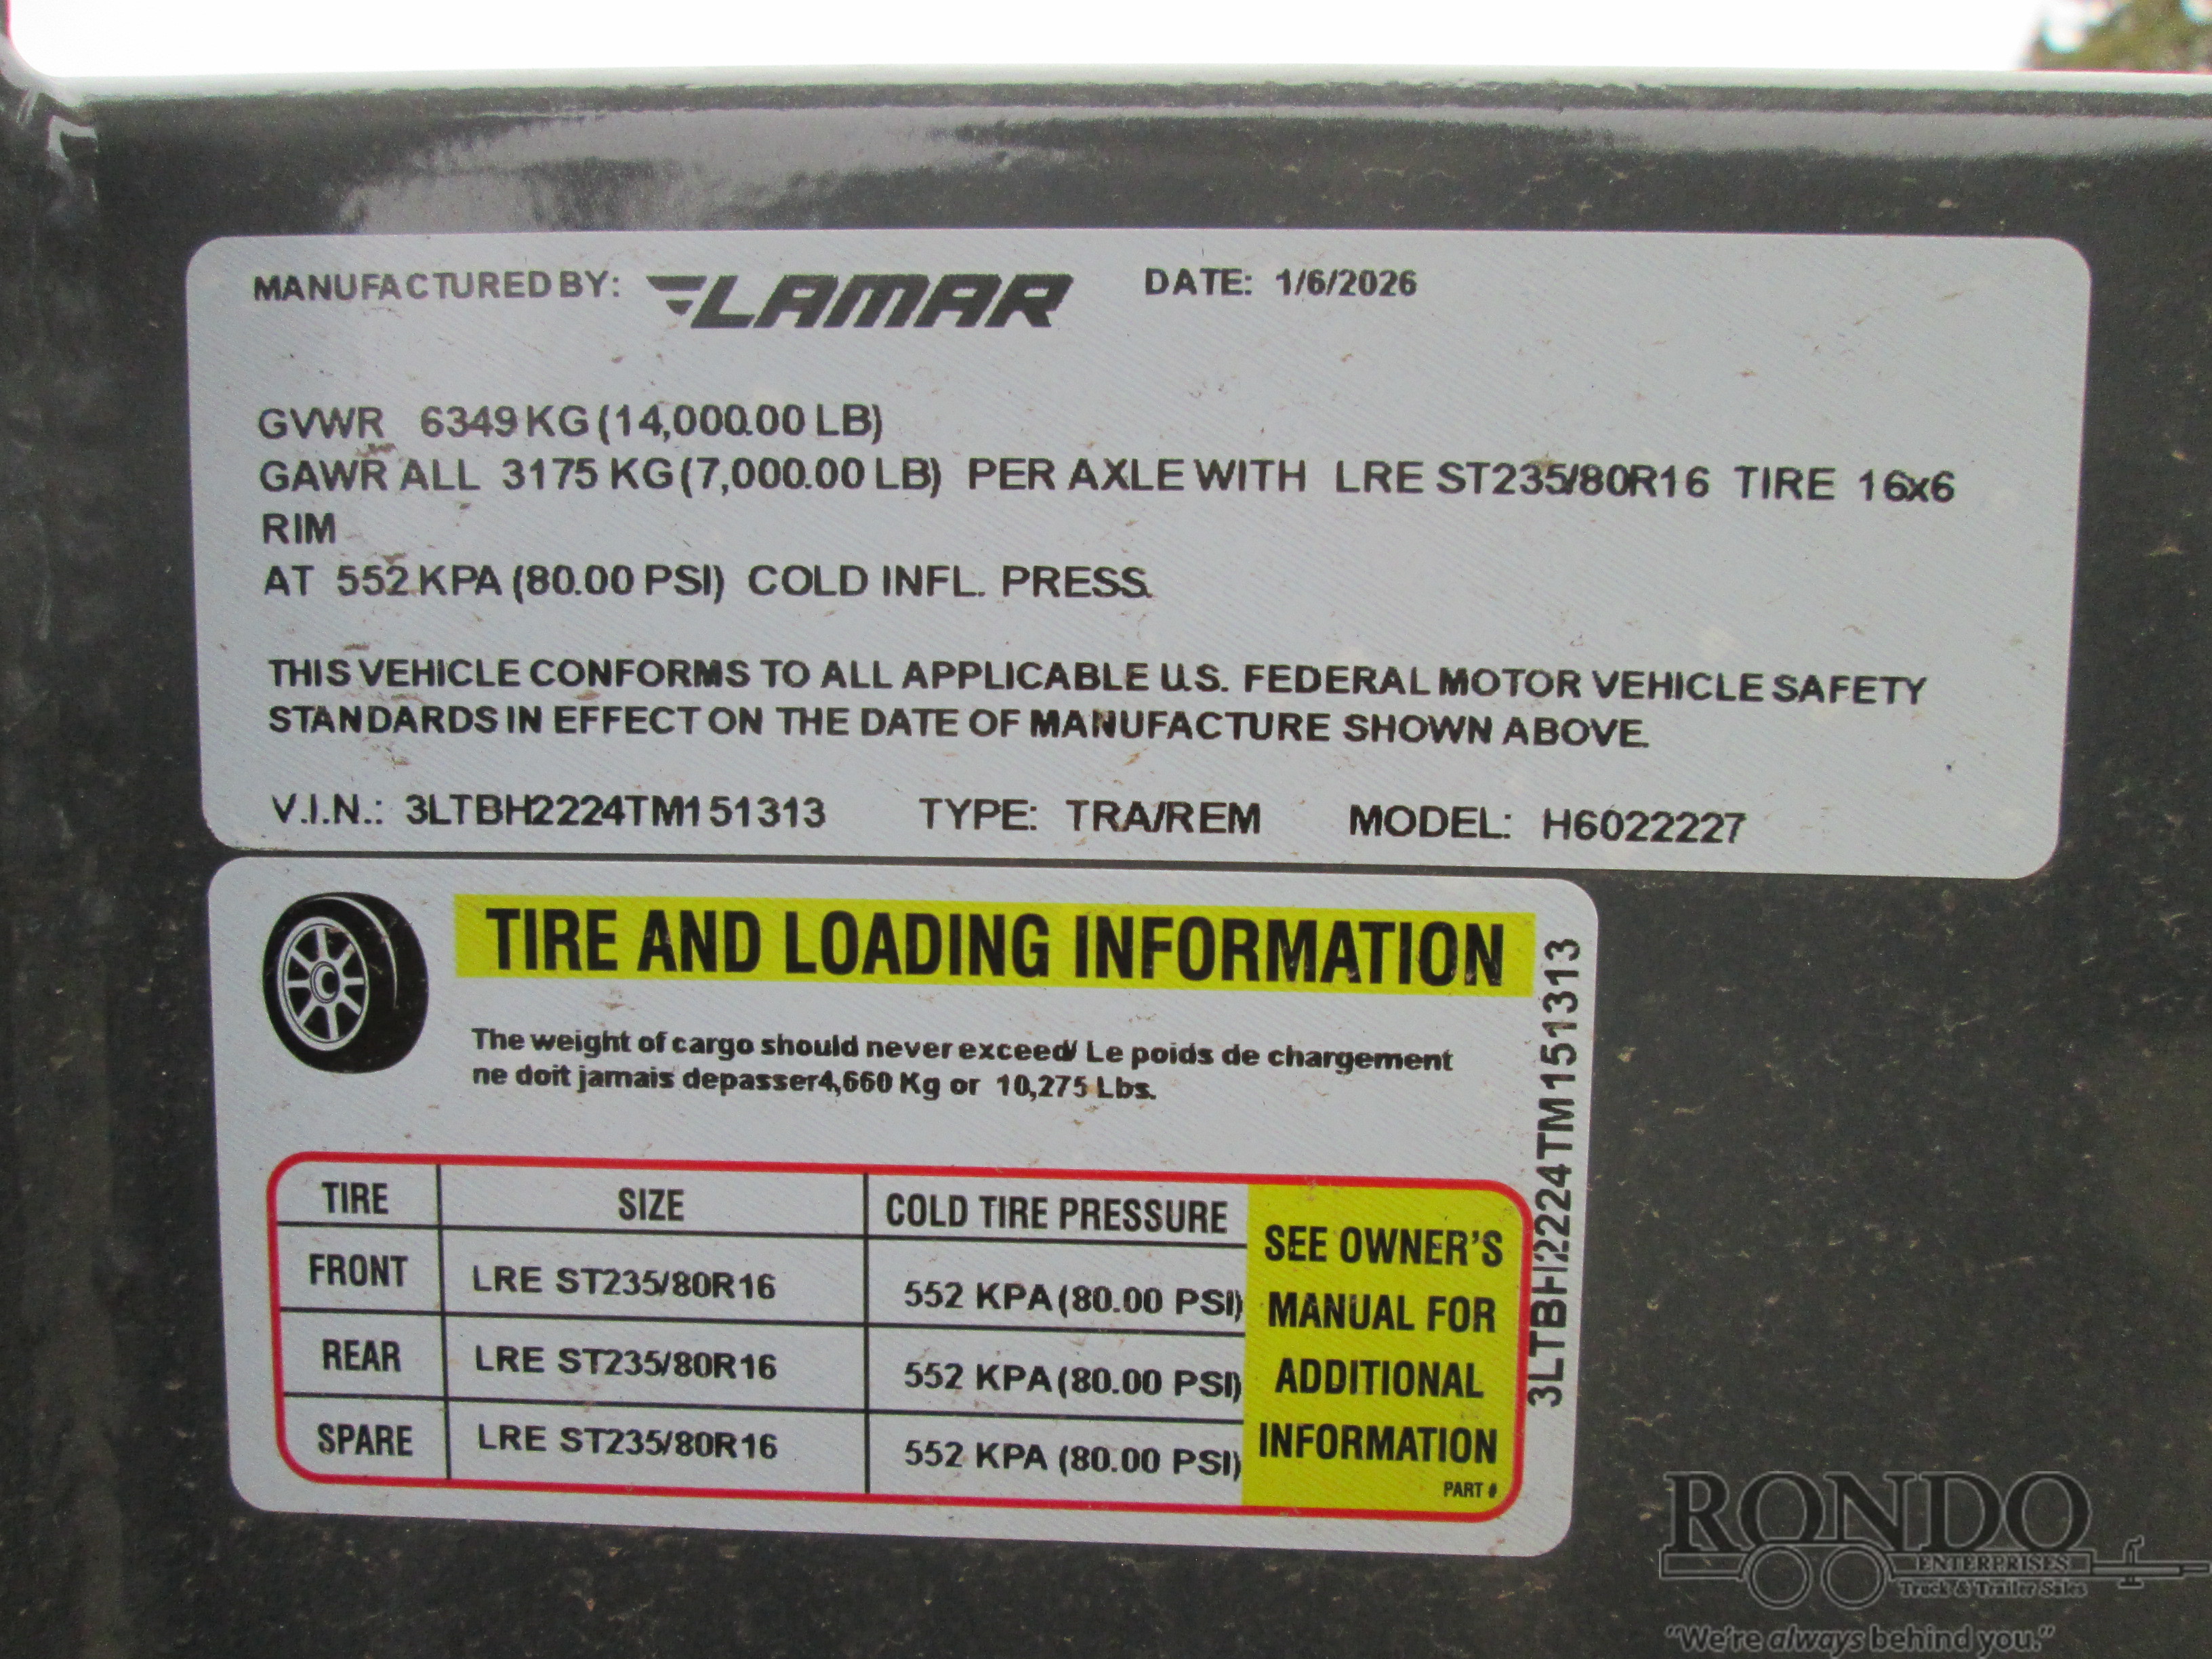 MANUFACTURED BY: LAMAR DATE: 1/6/2026
GVWR 6349 KG (14,000.00 LB)
GAWR ALL 3175 KG (7,000.00 LB) PER AXLE WITH LRE ST235/80R16 TIRE 16x6
RIM
AT 552 KPA (80.00 PSI) COLD INFL. PRESS.
THIS VEHICLE CONFORMS TO ALL APPLICABLE U.S. FEDERAL MOTOR VEHICLE SAFETY
STANDARDS IN EFFECT ON THE DATE OF MANUFACTURE SHOWN ABOVE.
V.I.N.: 3LTBH2224TM151313 TYPE: TRA/REM MODEL: H6022227
TIRE AND LOADING INFORMATION
The weight of cargo should never exceed/ Le poids de chargement
ne doit jamais depasser 4,660 Kg or 10,275 Lbs.
TIRE SIZE COLD TIRE PRESSURE
FRONT LRE ST235/80R16 552 KPA (80.00 PSI)
REAR LRE ST235/80R16 552 KPA (80.00 PSI)
SPARE LRE ST235/80R16 552 KPA (80.00 PSI)
SEE OWNER'S
MANUAL FOR
ADDITIONAL
INFORMATION
PART #
3LTBH2224TM151313
RONDO
ENTERPRISES
Truck & Trailer Sales
"We're always behind you."